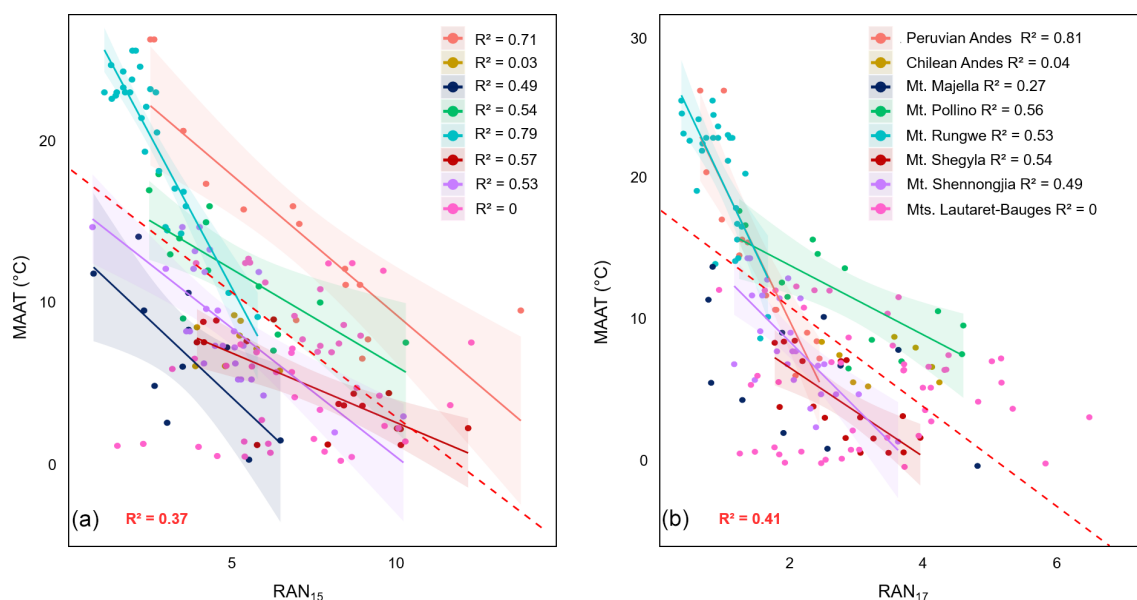 R² = 0.71
R² = 0.03
R² = 0.49
R² = 0.54
R² = 0.79
R² = 0.57
R² = 0.53
R² = 0
20
10
0
MAAT (°C)
(a)
R² = 0.37
5
10
RAN₁₅
Peruvian Andes R² = 0.81
Chilean Andes R² = 0.04
Mt. Majella R² = 0.27
Mt. Pollino R² = 0.56
Mt. Rungwe R² = 0.53
Mt. Shegyla R² = 0.54
Mt. Shennongjia R² = 0.49
Mts. Lautaret-Bauges R² = 0
30
20
10
0
MAAT (°C)
(b)
R² = 0.41
2
4
6
RAN₁₇